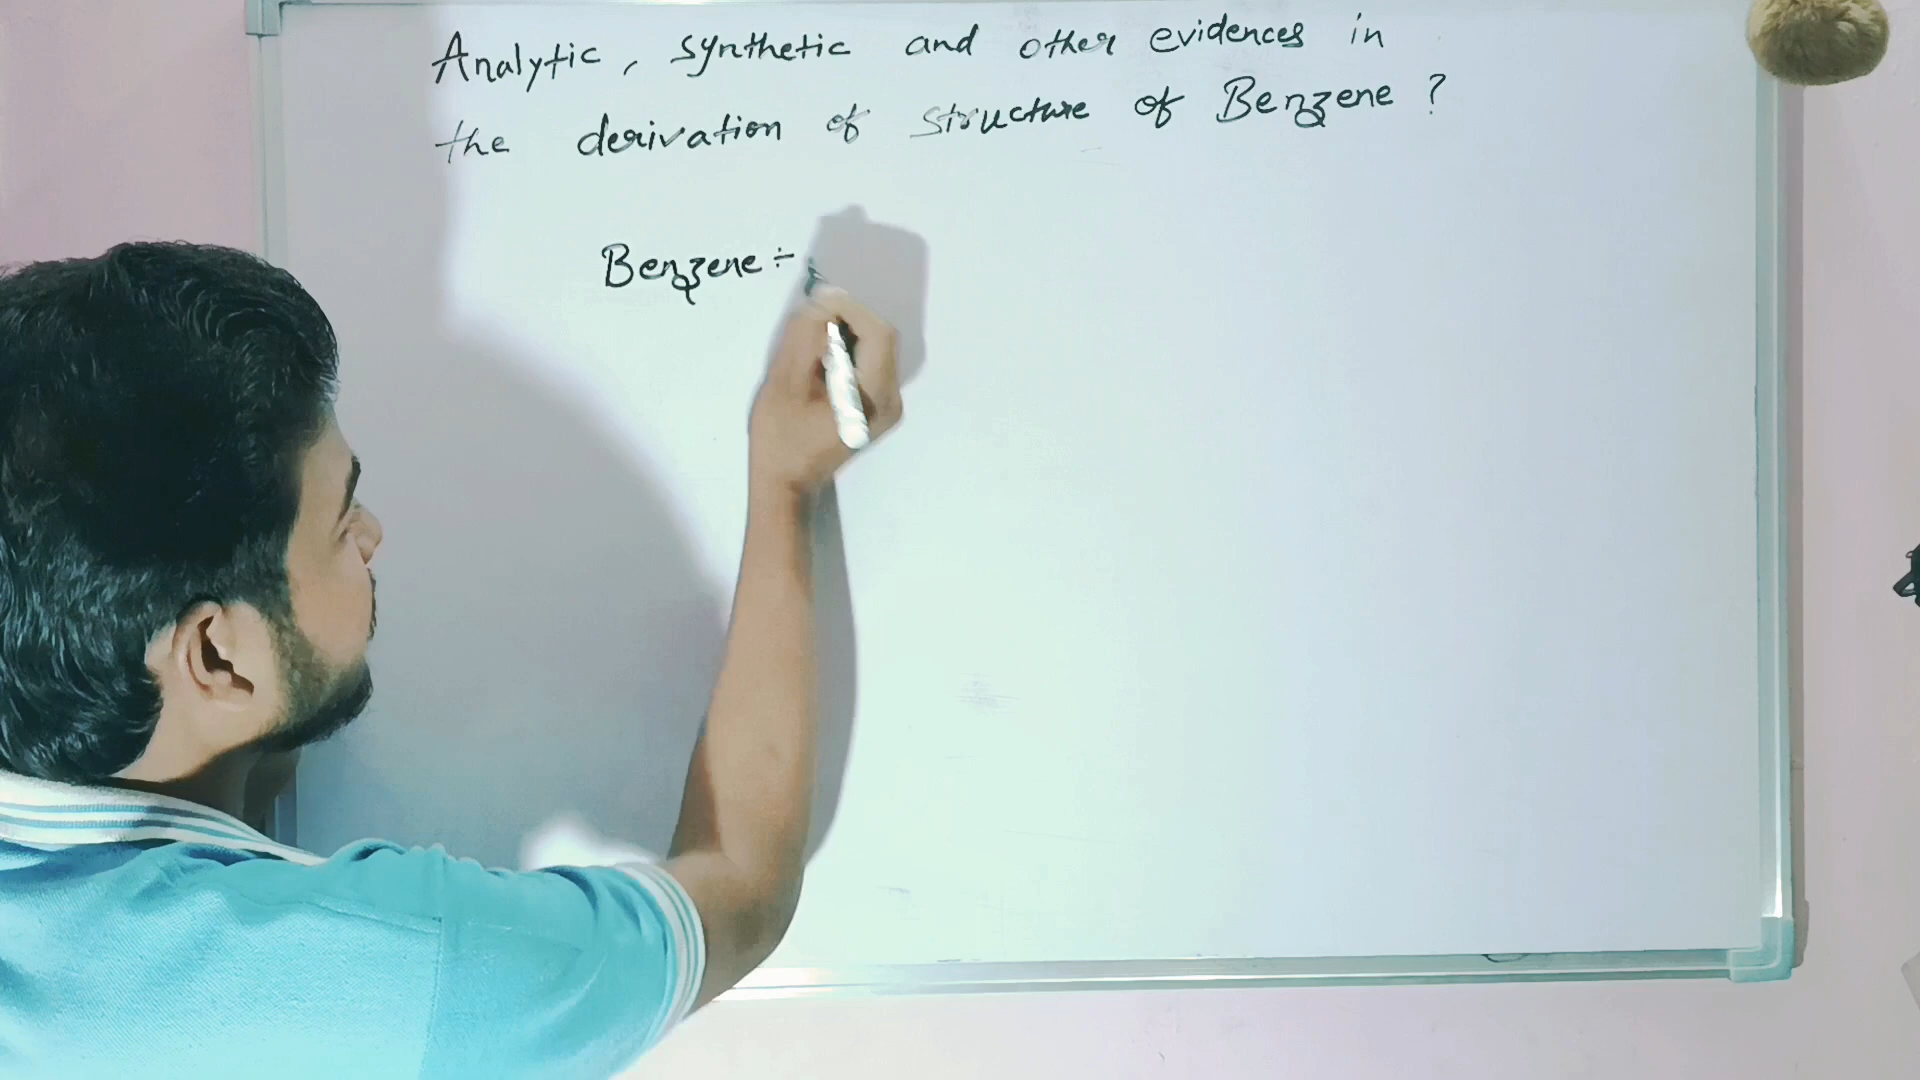 Analytic, synthetic and other evidences in
the derivation of structure of Benzene ?
Benzene ÷